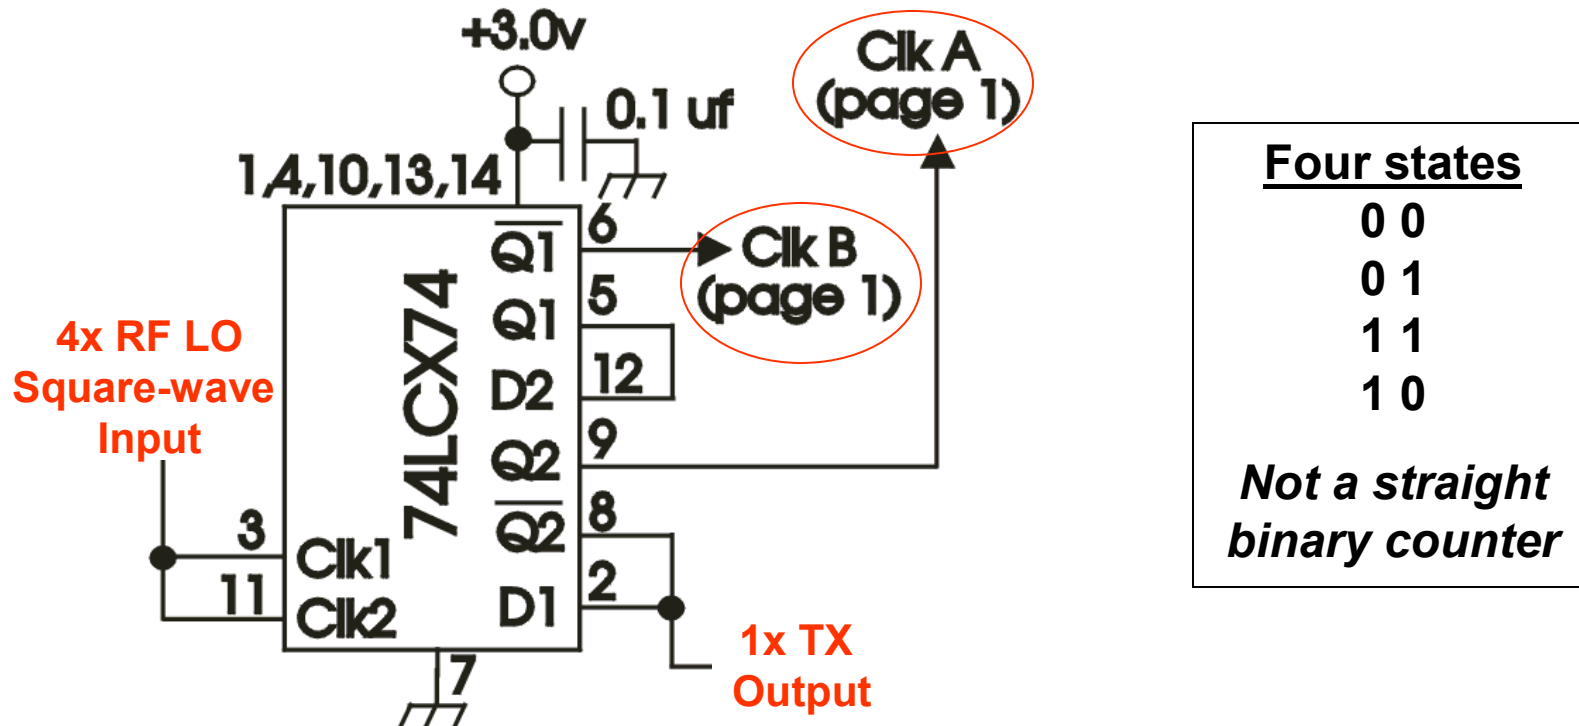 +3.0v
0.1 uf
Clk A
(page 1)
1,4,10,13,14
Q1
6
Clk B
(page 1)
Q1
5
D2
12
Q2
9
Q2
8
D1
2
74LCX74
4x RF LO
Square-wave
Input
3
Clk1
11
Clk2
7
1x TX
Output
Four states
0 0
0 1
1 1
1 0
Not a straight
binary counter